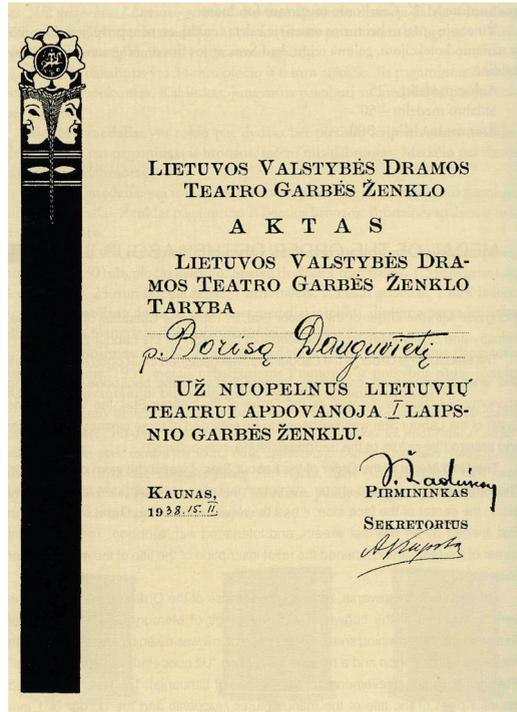 LIETUVOS VALSTYBĖS DRAMOS
TEATRO GARBĖS ŽENKLO
AKTAS
LIETUVOS VALSTYBĖS DRA-
MOS TEATRO GARBĖS ŽENKLO
TARYBA
p. Borisą Dauguvietį
UŽ NUOPELNUS LIETUVIŲ
TEATRUI APDOVANOJA I LAIPS-
NIO GARBĖS ŽENKLU.
KAUNAS,
PIRMININKAS
1938.15.II.
SEKRETORIUS